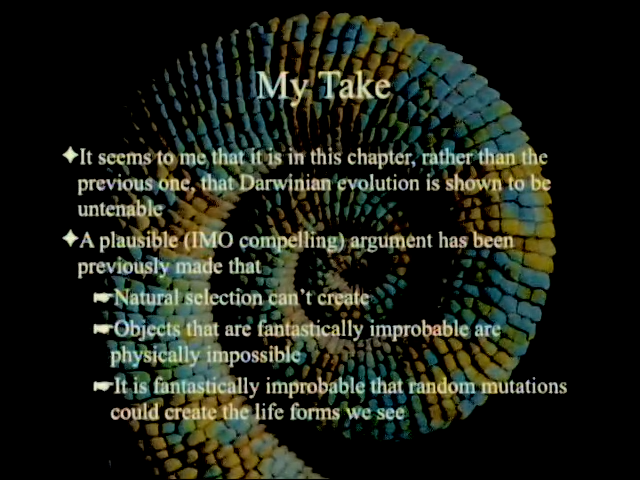 My Take
✦It seems to me that it is in this chapter, rather than the
previous one, that Darwinian evolution is shown to be
untenable
✦A plausible (IMO compelling) argument has been
previously made that
☛Natural selection can't create
☛Objects that are fantastically improbable are
physically impossible
☛It is fantastically improbable that random mutations
could create the life forms we see